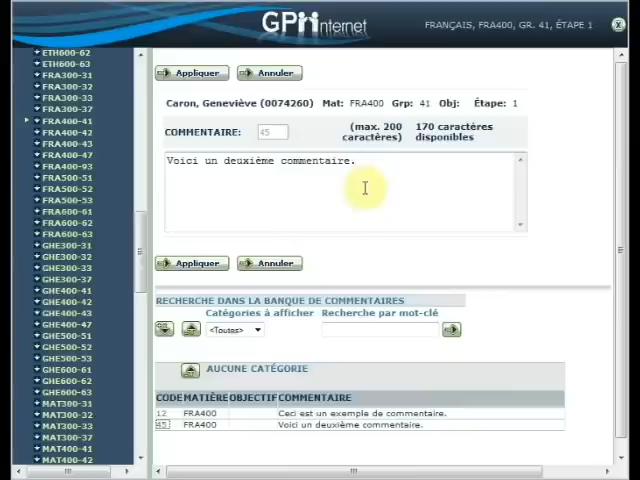 GPInternet
FRANÇAIS, FRA400, GR. 41, ÉTAPE 1
ETH600-62
ETH600-63
FRA300-31
FRA300-32
FRA300-33
FRA300-37
FRA400-41
FRA400-42
FRA400-43
FRA400-47
FRA500-51
FRA500-52
FRA500-53
FRA600-61
FRA600-62
FRA600-63
GHE300-31
GHE300-32
GHE300-33
GHE300-37
GHE400-41
GHE400-42
GHE400-43
GHE400-47
GHE500-51
GHE500-52
GHE500-53
GHE600-61
GHE600-62
GHE600-63
MAT300-31
MAT300-32
MAT300-33
MAT300-37
MAT400-41
MAT400-42
Appliquer Annuler
Caron, Geneviève (0074260) Mat: FRA400 Grp: 41 Obj: Étape: 1
COMMENTAIRE: 45 (max. 200 caractères) 170 caractères disponibles
Voici un deuxième commentaire.
Appliquer Annuler
RECHERCHE DANS LA BANQUE DE COMMENTAIRES
Catégories à afficher Recherche par mot-clé
<Toutes>
AUCUNE CATÉGORIE
CODE MATIÈRE OBJECTIF COMMENTAIRE
12 FRA400 Ceci est un exemple de commentaire.
45 FRA400 Voici un deuxième commentaire.